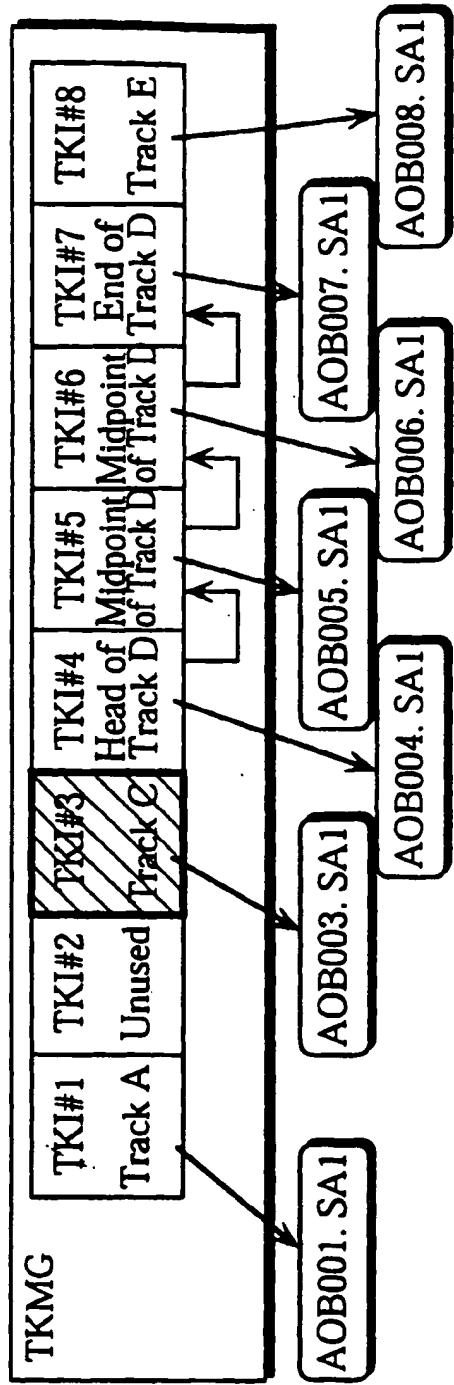 TKMG
TKI#1
Track A
TKI#2
Unused
TKI#3
Track C
TKI#4
Head of
Track D
TKI#5
Midpoint
of Track D
TKI#6
Midpoint
of Track D
TKI#7
End of
Track D
TKI#8
Track E
AOB001. SA1
AOB003. SA1
AOB004. SA1
AOB005. SA1
AOB006. SA1
AOB007. SA1
AOB008. SA1